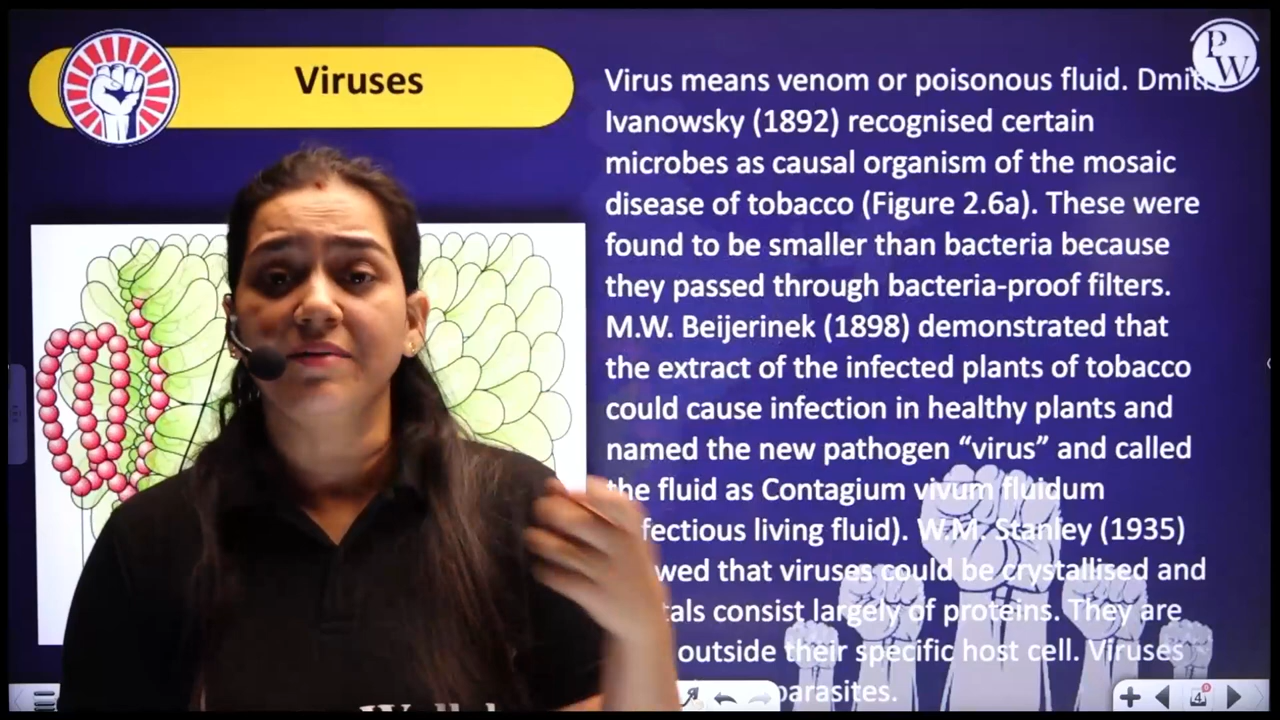 Viruses
PW
Virus means venom or poisonous fluid.
Ivanowsky (1892) recognised certain
microbes as causal organism of the mosaic
disease of tobacco (Figure 2.6a). These were
found to be smaller than bacteria because
they passed through bacteria-proof filters.
M.W. Beijerinek (1898) demonstrated that
the extract of the infected plants of tobacco
could cause infection in healthy plants and
named the new pathogen “virus” and called
the fluid as Contagium vivum fluidum
living fluid). W.M. Stanley (1935)
that viruses could be crystallised and
consist largely of proteins. They are
outside their specific host cell. Viruses
parasites.
4